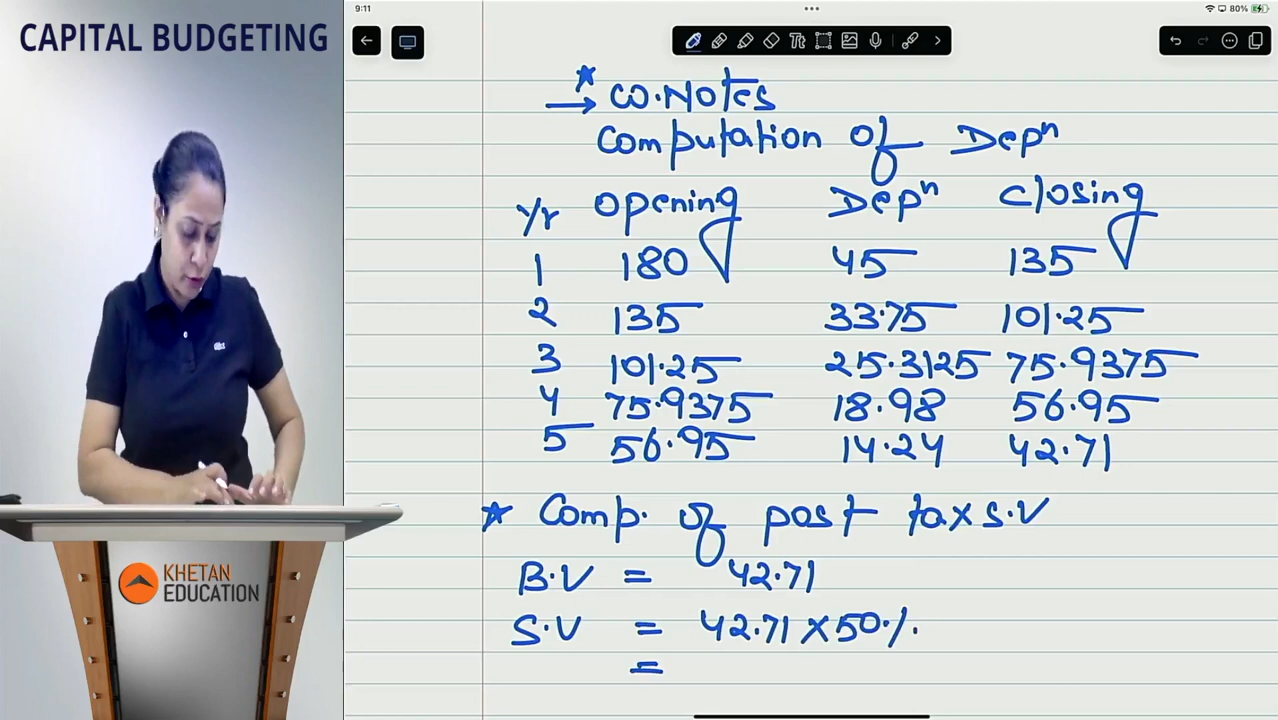 CAPITAL BUDGETING
9:11
80%
Tt
★
→ W.Notes
Computation of Depⁿ
Yr Opening Depⁿ Closing
1 180 45 135
2 135 33.75 101.25
3 101.25 25.3125 75.9375
4 75.9375 18.98 56.95
5 56.95 14.24 42.71
★ Comp. of post tax S.V
B.V = 42.71
S.V = 42.71 × 50%.
=
KHETAN
EDUCATION